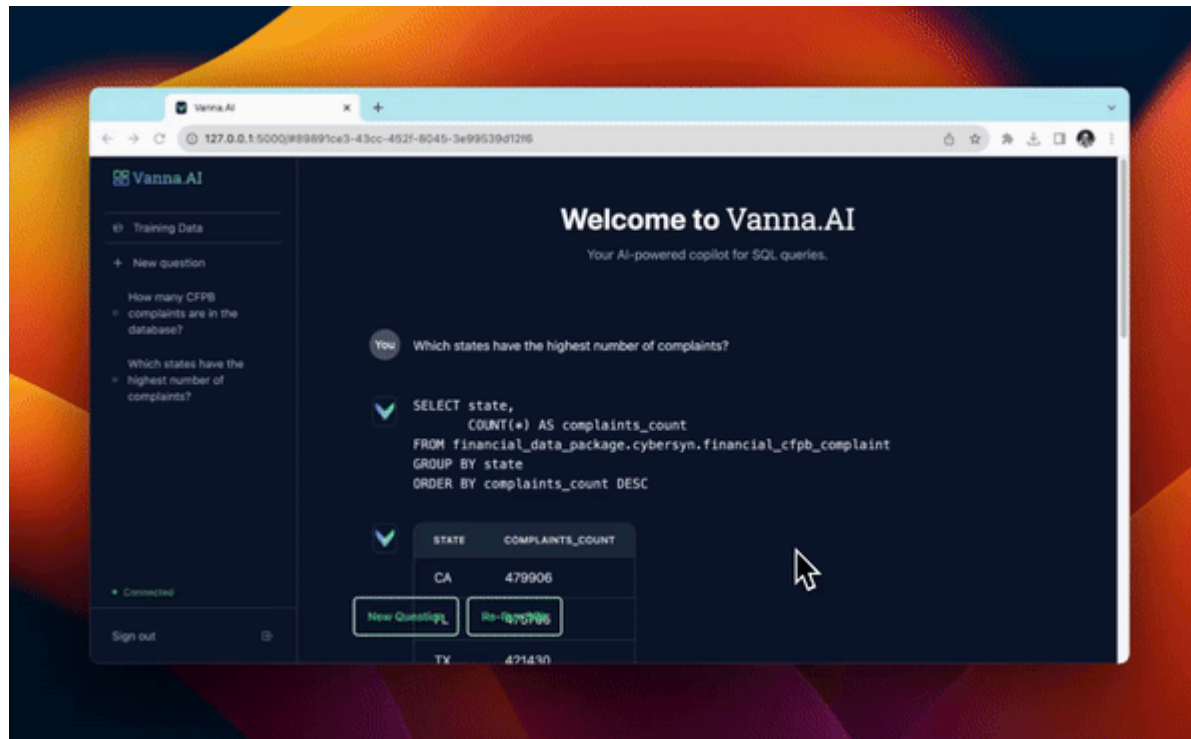 Vanna.AI
127.0.0.1:5000/#89891ce3-43cc-452f-8045-3e99539d12f6
Vanna.AI
Training Data
+ New question
How many CFPB
complaints are in the
database?
Which states have the
highest number of
complaints?
Connected
Sign out
Welcome to Vanna.AI
Your AI-powered copilot for SQL queries.
You
Which states have the highest number of complaints?
SELECT state,
COUNT(*) AS complaints_count
FROM financial_data_package.cybersyn.financial_cfpb_complaint
GROUP BY state
ORDER BY complaints_count DESC
STATE COMPLAINTS_COUNT
CA 479906
New Question
FL
TX 421430